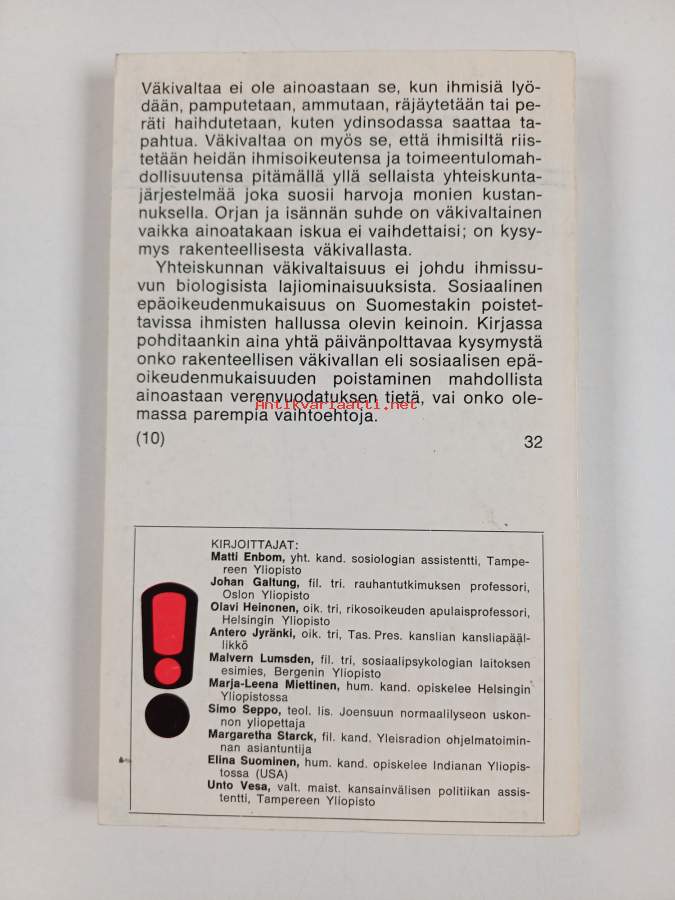 Väkivaltaa ei ole ainoastaan se, kun ihmisiä lyö-
dään, pamputetaan, ammutaan, räjäytetään tai pe-
räti haihdutetaan, kuten ydinsodassa saattaa ta-
pahtua. Väkivaltaa on myös se, että ihmisiltä riis-
tetään heidän ihmisoikeutensa ja toimeentulomah-
dollisuutensa pitämällä yllä sellaista yhteiskunta-
järjestelmää joka suosii harvoja monien kustan-
nuksella. Orjan ja isännän suhde on väkivaltainen
vaikka ainoatakaan iskua ei vaihdettaisi; on kysy-
mys rakenteellisesta väkivallasta.
Yhteiskunnan väkivaltaisuus ei johdu ihmissu-
vun biologisista lajiominaisuuksista. Sosiaalinen
epäoikeudenmukaisuus on Suomestakin poistet-
tavissa ihmisten hallussa olevin keinoin. Kirjassa
pohditaankin aina yhtä päivänpolttavaa kysymystä
onko rakenteellisen väkivallan eli sosiaalisen epä-
oikeudenmukaisuuden poistaminen mahdollista
ainoastaan verenvuodatuksen tietä, vai onko ole-
Antikvariaatti.net
massa parempia vaihtoehtoja.
(10) 32
KIRJOITTAJAT:
Matti Enbom, yht. kand. sosiologian assistentti, Tampe-
reen Yliopisto
Johan Galtung, fil. tri. rauhantutkimuksen professori,
Oslon Yliopisto
Olavi Heinonen, oik. tri, rikosoikeuden apulaisprofessori,
Helsingin Yliopisto
Antero Jyränki, oik. tri, Tas. Pres. kanslian kansliapääl-
likkö
Malvern Lumsden, fil. tri, sosiaalipsykologian laitoksen
esimies, Bergenin Yliopisto
Marja-Leena Miettinen, hum. kand. opiskelee Helsingin
Yliopistossa
Simo Seppo, teol. lis. Joensuun normaalilyseon uskon-
non yliopettaja
Margaretha Starck, fil. kand. Yleisradion ohjelmatoimin-
nan asiantuntija
Elina Suominen, hum. kand. opiskelee Indianan Yliopis-
tossa (USA)
Unto Vesa, valt. maist. kansainvälisen politiikan assis-
tentti, Tampereen Yliopisto